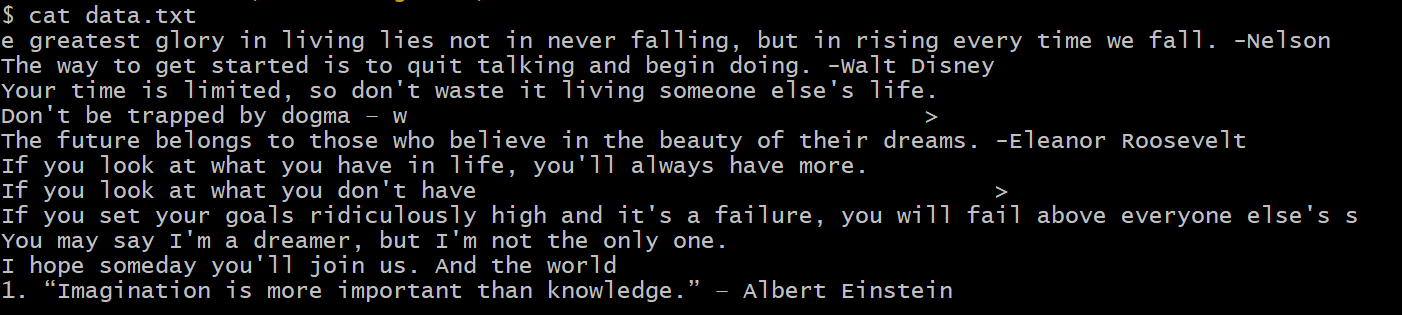 $ cat data.txt
e greatest glory in living lies not in never falling, but in rising every time we fall. -Nelson
The way to get started is to quit talking and begin doing. -Walt Disney
Your time is limited, so don't waste it living someone else's life.
Don't be trapped by dogma – w                                                       >
The future belongs to those who believe in the beauty of their dreams. -Eleanor Roosevelt
If you look at what you have in life, you'll always have more.
If you look at what you don't have                                                       >
If you set your goals ridiculously high and it's a failure, you will fail above everyone else's s
You may say I'm a dreamer, but I'm not the only one.
I hope someday you'll join us. And the world
1. “Imagination is more important than knowledge.” – Albert Einstein